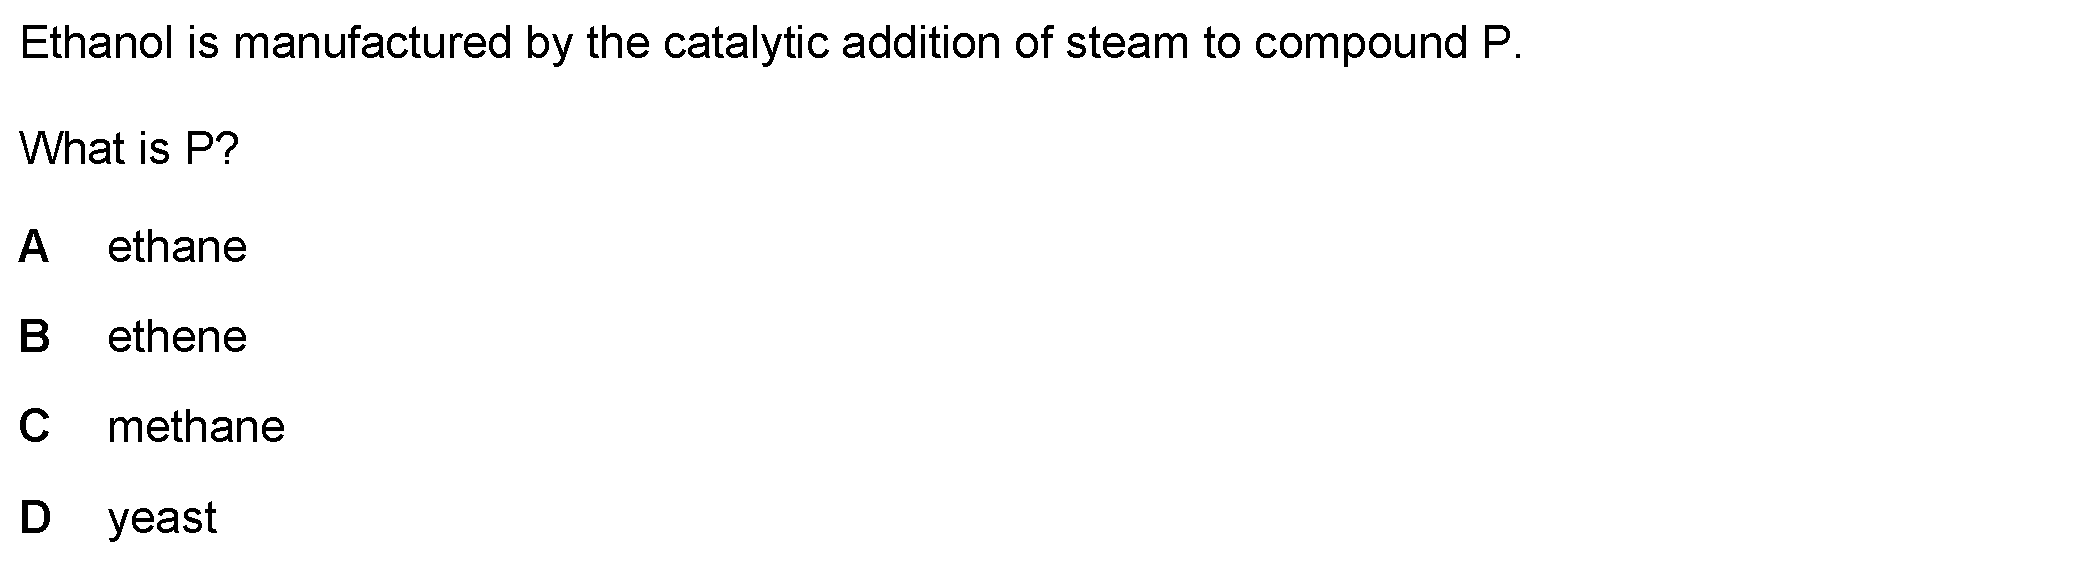 Ethanol is manufactured by the catalytic addition of steam to compound P.
What is P?
A ethane
B ethene
C methane
D yeast